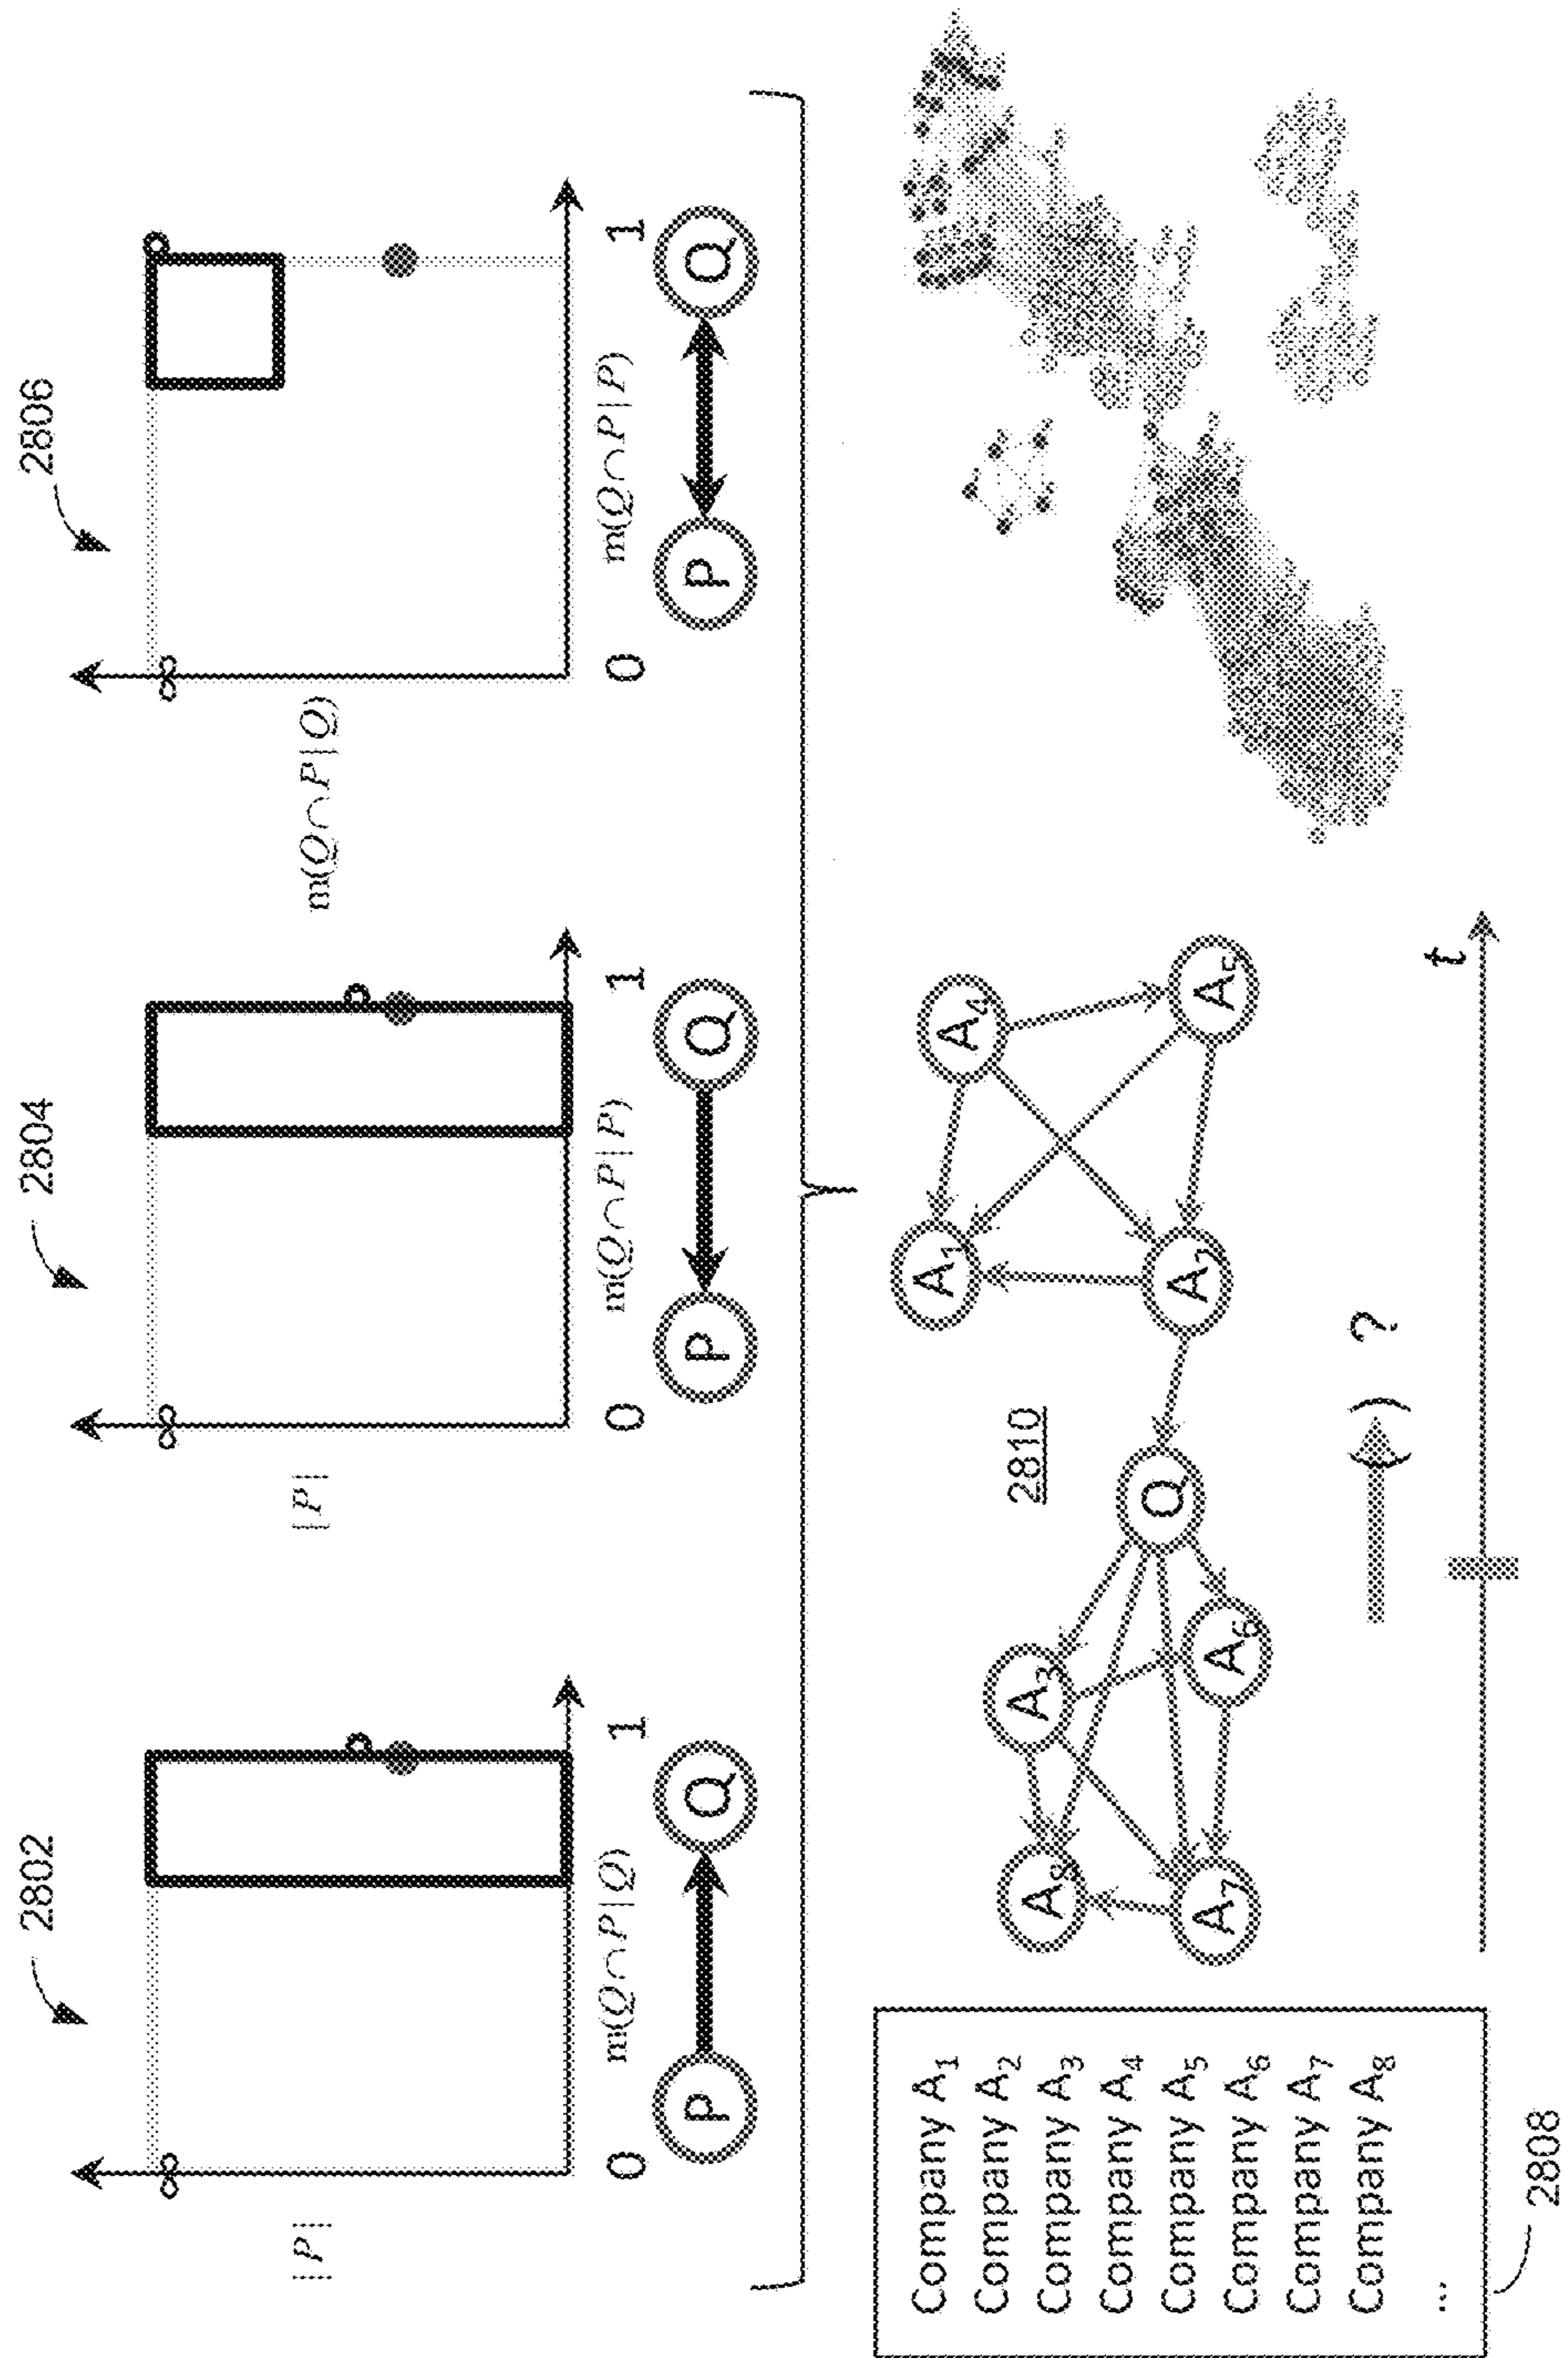 2802
2804
2806
∞
∞
∞
|P|
|P|
m(Q∩P|Q)
0
1
0
1
0
1
m(Q∩P|Q)
m(Q∩P|P)
m(Q∩P|P)
P
Q
P
Q
P
Q
Company A₁
Company A₂
Company A₃
Company A₄
Company A₅
Company A₆
Company A₇
Company A₈
...
2808
2810
A₁
A₄
A₃
A₈
Q
A₂
A₅
A₆
A₇
( ) ?
t